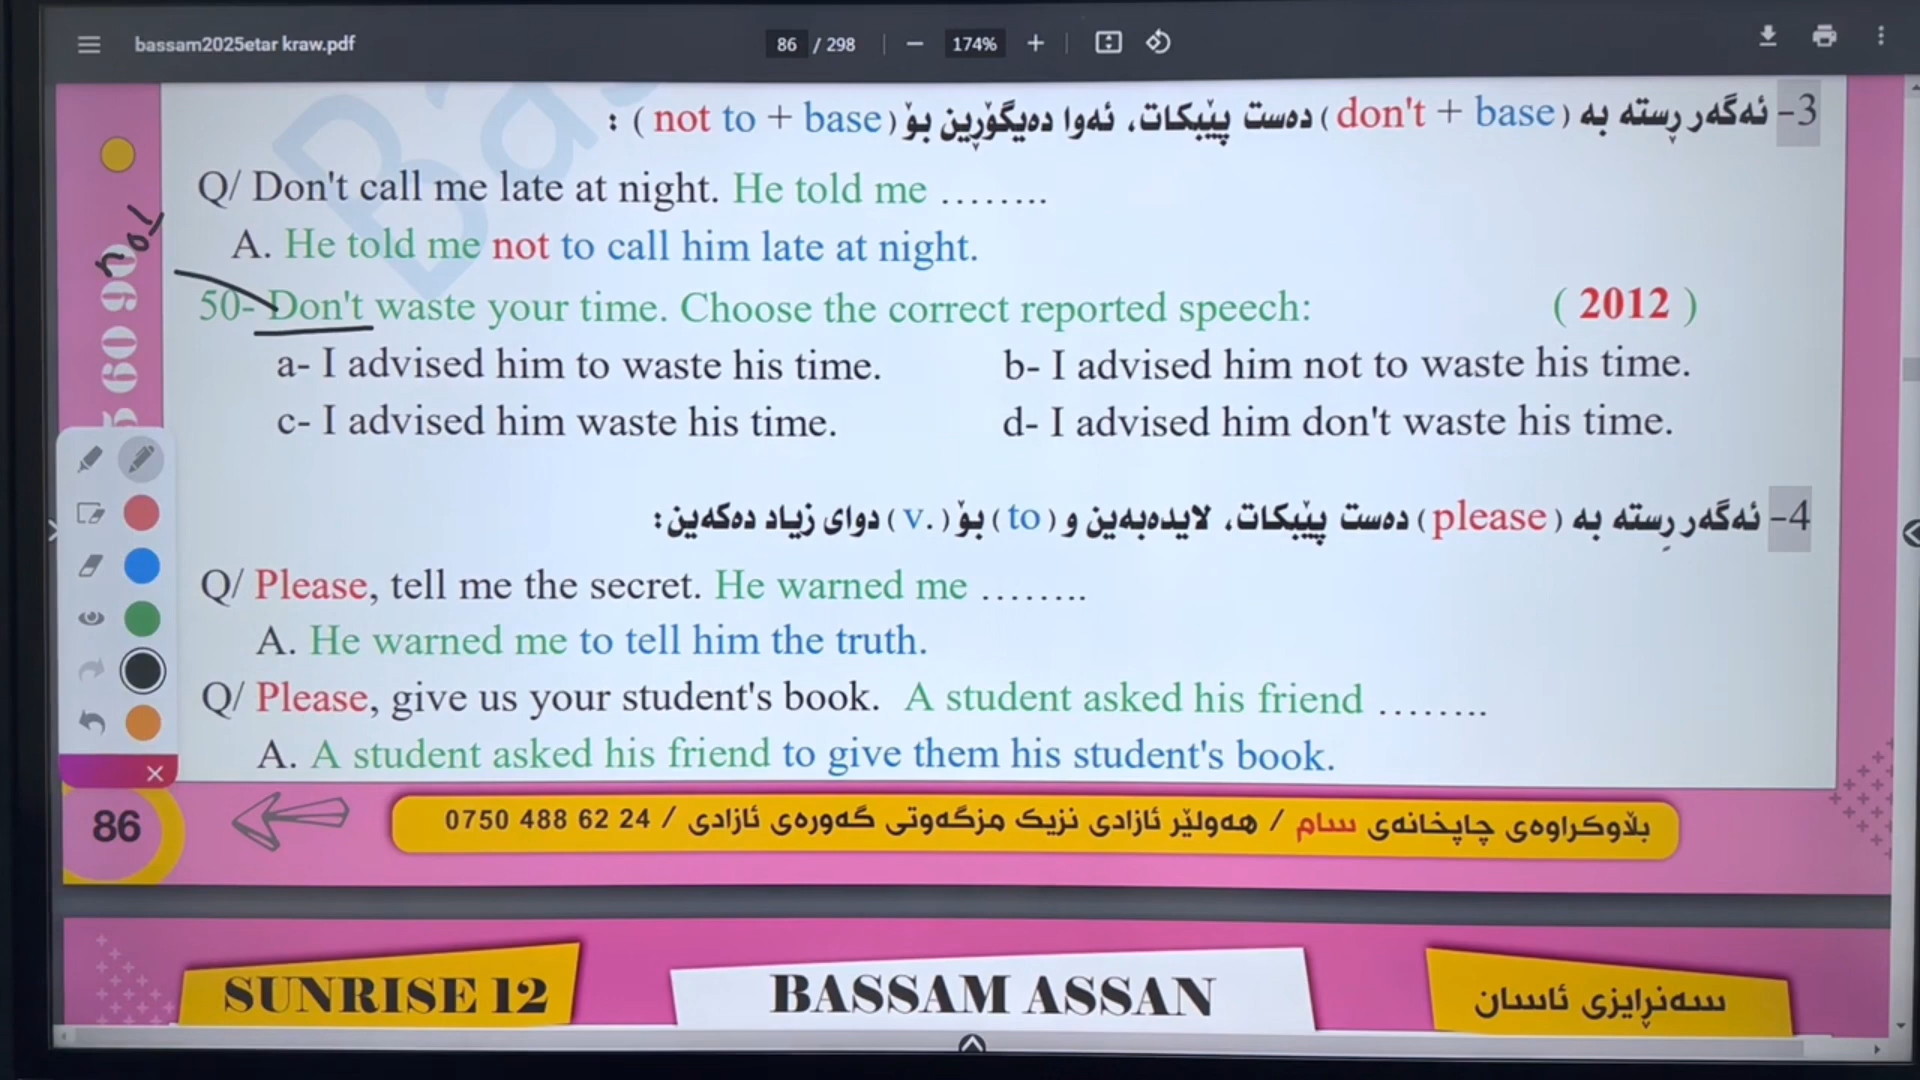 bassam2025etar kraw.pdf
86 / 298
174%
3- ئەگەر ڕستە بە (don't + base) دەست پێبکات، ئەوا دەیگۆڕین بۆ (not to + base) :
Q/ Don't call me late at night. He told me ........
A. He told me not to call him late at night.
50- Don't waste your time. Choose the correct reported speech: ( 2012 )
a- I advised him to waste his time. b- I advised him not to waste his time.
c- I advised him waste his time. d- I advised him don't waste his time.
4- ئەگەر ڕستە بە (please) دەست پێبکات، لایدەبەین و (to) بۆ (v.) دوای زیاد دەکەین:
Q/ Please, tell me the secret. He warned me ........
A. He warned me to tell him the truth.
Q/ Please, give us your student's book. A student asked his friend ........
A. A student asked his friend to give them his student's book.
86
بڵاوکراوەی چاپخانەی سام / هەولێر ئازادی نزیک مزگەوتی گەورەی ئازادی / 0750 488 62 24
SUNRISE 12
BASSAM ASSAN
سەنڕایزی ئاسان